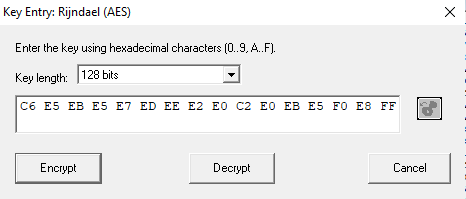 Key Entry: Rijndael (AES)
Enter the key using hexadecimal characters (0..9, A..F).
Key length: 128 bits
C6 E5 EB E5 E7 ED EE E2 E0 C2 E0 EB E5 F0 E8 FF
Encrypt Decrypt Cancel